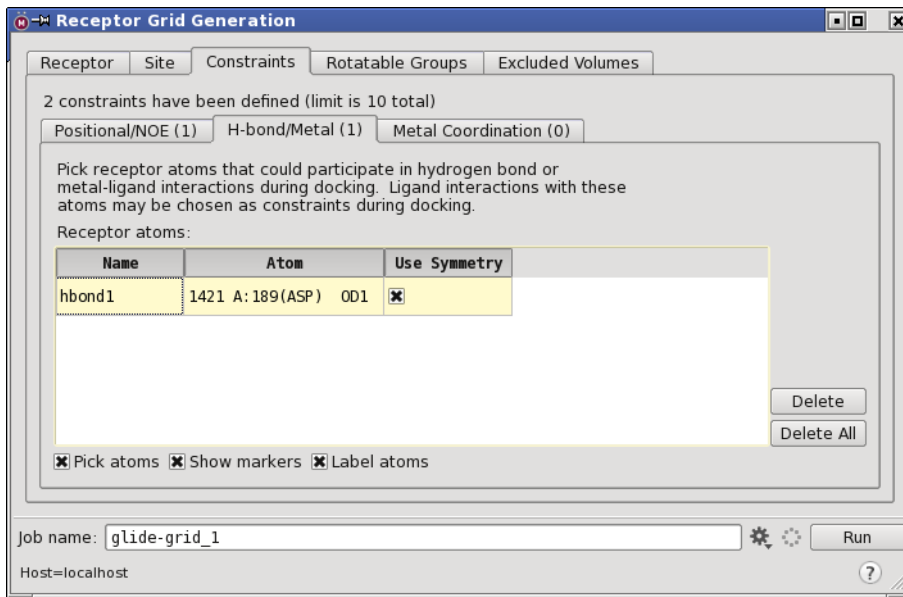 Receptor Grid Generation
Receptor Site Constraints Rotatable Groups Excluded Volumes
2 constraints have been defined (limit is 10 total)
Positional/NOE (1) H-bond/Metal (1) Metal Coordination (0)
Pick receptor atoms that could participate in hydrogen bond or
metal-ligand interactions during docking. Ligand interactions with these
atoms may be chosen as constraints during docking.
Receptor atoms:
Name Atom Use Symmetry
hbond1 1421 A:189(ASP) OD1
Delete
Delete All
Pick atoms Show markers Label atoms
Job name: glide-grid_1 Run
Host=localhost ?